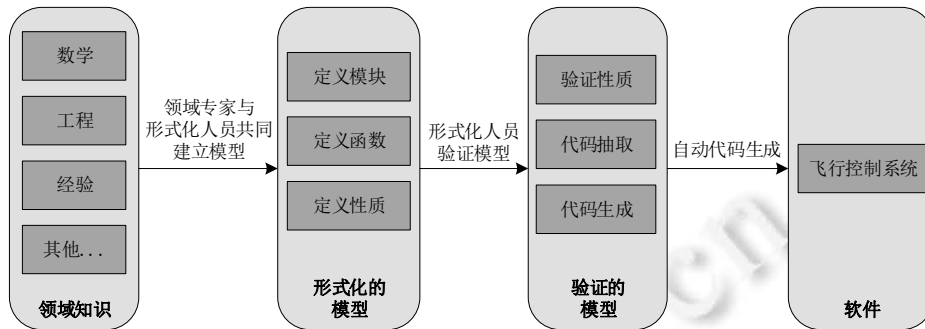 数学
工程
经验
其他...
领域知识
领域专家与
形式化人员共同
建立模型
定义模块
定义函数
定义性质
形式化的
模型
形式化人员
验证模型
验证性质
代码抽取
代码生成
验证的
模型
自动代码生成
飞行控制系统
软件
cn